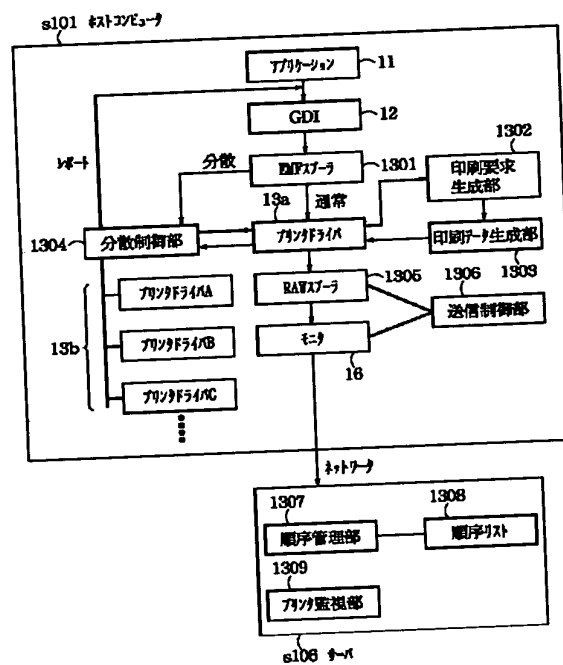 s101 ホストコンピュータ
アプリケーション
11
GDI
12
1302
レポート
分散
EMFスプーラ
1301
印刷要求
生成部
13a
通常
1304
分散制御部
プリンタドライバ
印刷データ生成部
1303
1305
RAWスプーラ
1306
プリンタドライバA
送信制御部
13b
プリンタドライバB
モニタ
16
プリンタドライバC
ネットワータ
1307
1308
順序管理部
順序リスト
1309
プリンタ監視部
s106 サーバ